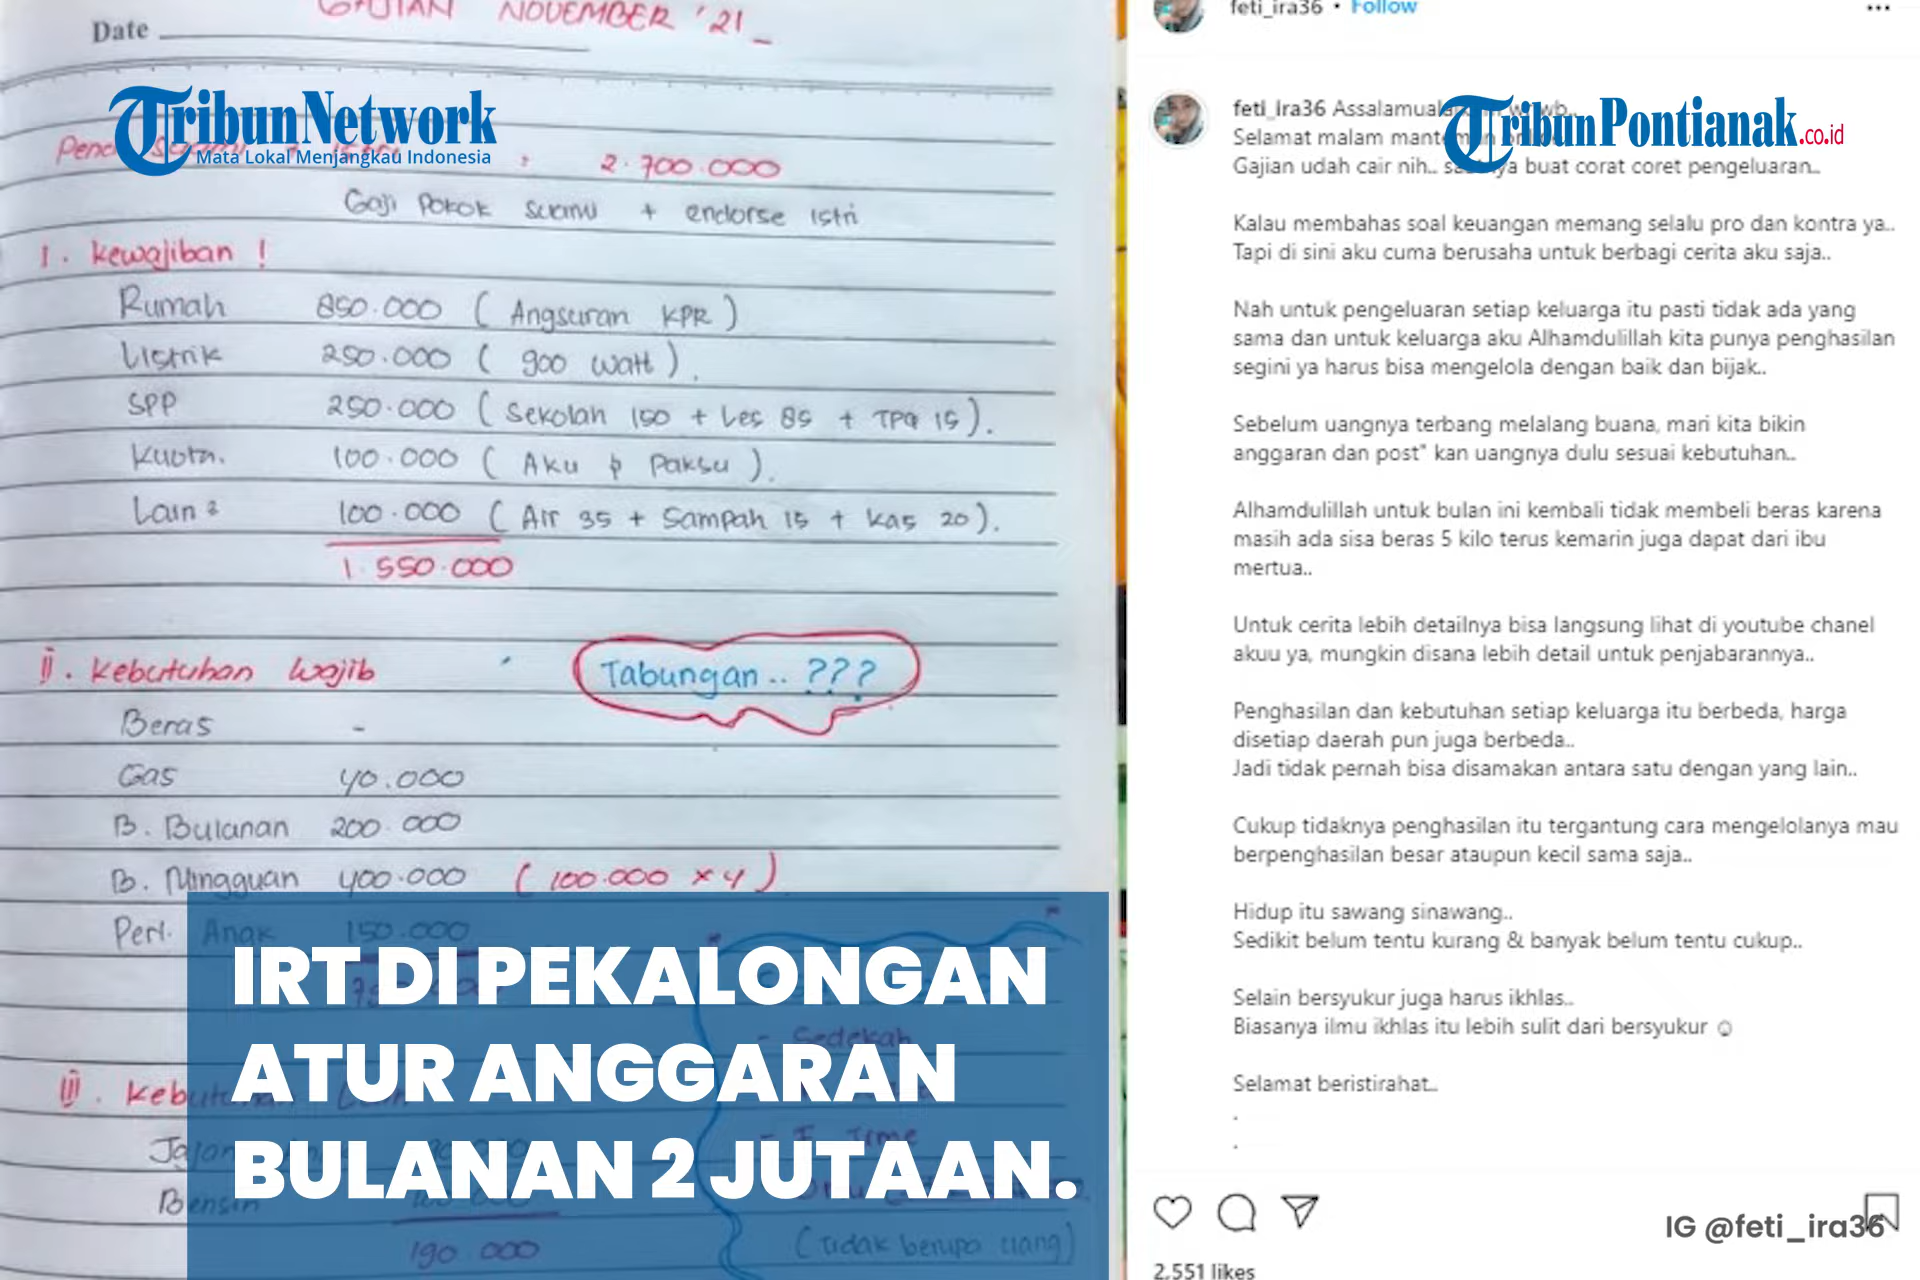 GAJIAN NOVEMBER '21
Date
TribunNetwork
Mata Lokal Menjangkau Indonesia
: 2.700.000
Gaji Pokok Suami + endorse Istri
I. Kewajiban !
Rumah 850.000 ( Angsuran KPR )
Listrik 250.000 ( 900 watt ).
SPP 250.000 ( Sekolah 150 + Les 85 + TPQ 15 ).
Kuota. 100.000 ( Aku & Paksu ).
Lain2 100.000 ( Air 35 + Sampah 15 + Kas 20 ).
1.550.000
II. Kebutuhan Wajib
Tabungan.. ???
Beras -
Gas 40.000
B. Bulanan 200.000
B. Mingguan 400.000 ( 100.000 x 4 )
Perl. Anak 150.000
III. Kebutuhan
Sedekah
Bensin
190.000
(tidak berupa uang)
IRT DI PEKALONGAN
ATUR ANGGARAN
BULANAN 2 JUTAAN.
feti_ira36 • Follow
TribunPontianak.co.id
feti_ira36
Selamat malam
Gajian udah cair nih.. buat corat coret pengeluaran..
Kalau membahas soal keuangan memang selalu pro dan kontra ya..
Tapi di sini aku cuma berusaha untuk berbagi cerita aku saja..
Nah untuk pengeluaran setiap keluarga itu pasti tidak ada yang
sama dan untuk keluarga aku Alhamdulillah kita punya penghasilan
segini ya harus bisa mengelola dengan baik dan bijak..
Sebelum uangnya terbang melalang buana, mari kita bikin
anggaran dan post" kan uangnya dulu sesuai kebutuhan..
Alhamdulillah untuk bulan ini kembali tidak membeli beras karena
masih ada sisa beras 5 kilo terus kemarin juga dapat dari ibu
mertua..
Untuk cerita lebih detailnya bisa langsung lihat di youtube chanel
akuu ya, mungkin disana lebih detail untuk penjabarannya..
Penghasilan dan kebutuhan setiap keluarga itu berbeda, harga
disetiap daerah pun juga berbeda..
Jadi tidak pernah bisa disamakan antara satu dengan yang lain..
Cukup tidaknya penghasilan itu tergantung cara mengelolanya mau
berpenghasilan besar ataupun kecil sama saja..
Hidup itu sawang sinawang..
Sedikit belum tentu kurang & banyak belum tentu cukup..
Selain bersyukur juga harus ikhlas..
Biasanya ilmu ikhlas itu lebih sulit dari bersyukur ☺
Selamat beristirahat..
.
.
IG @feti_ira36
2,551 likes